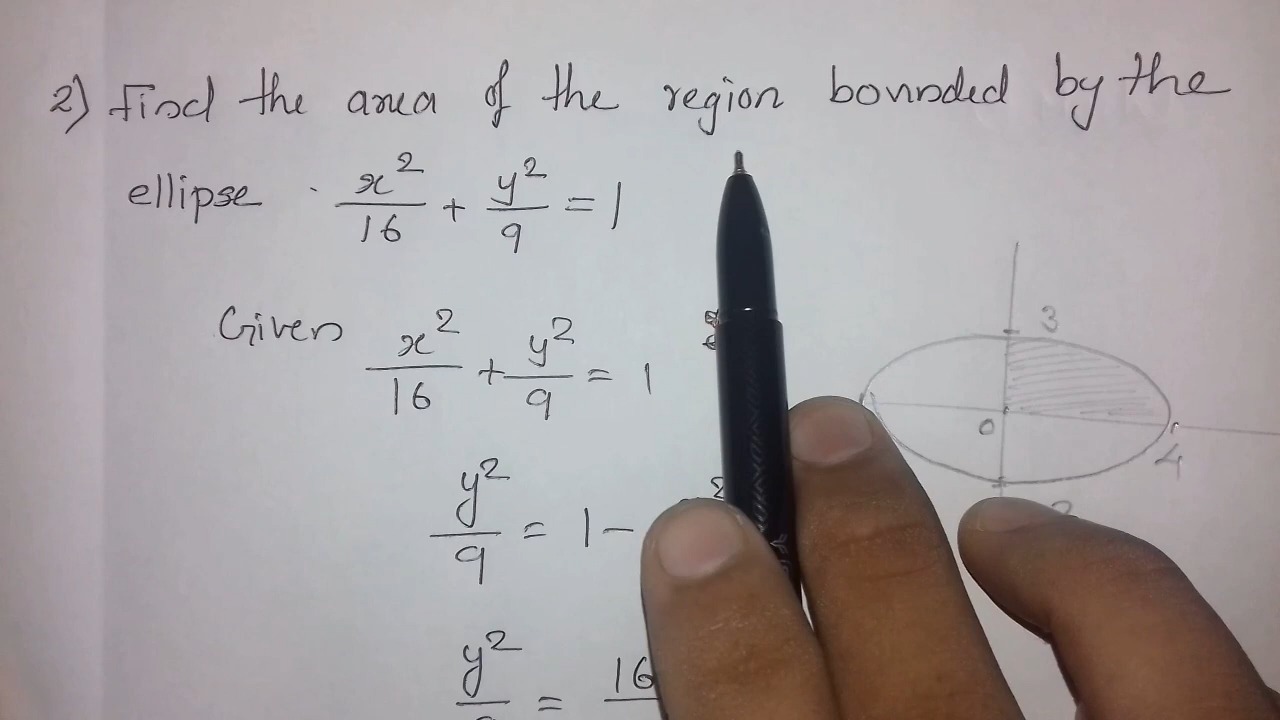 2) Find the area of the region bounded by the
ellipse x²/16 + y²/9 = 1
Given x²/16 + y²/9 = 1
y²/9 = 1 −
y² = 16
3
0
4